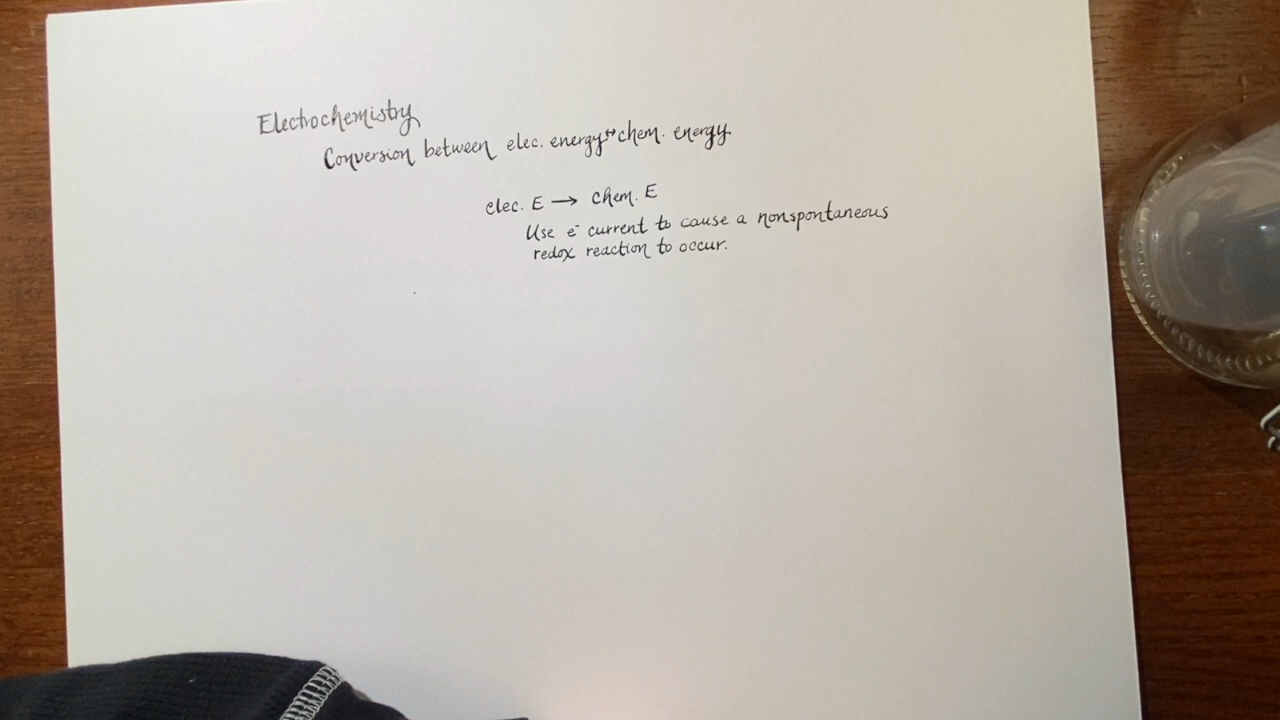 Electrochemistry
Conversion between elec. energy↔chem. energy
elec. E → chem. E
Use e⁻ current to cause a nonspontaneous
redox reaction to occur.